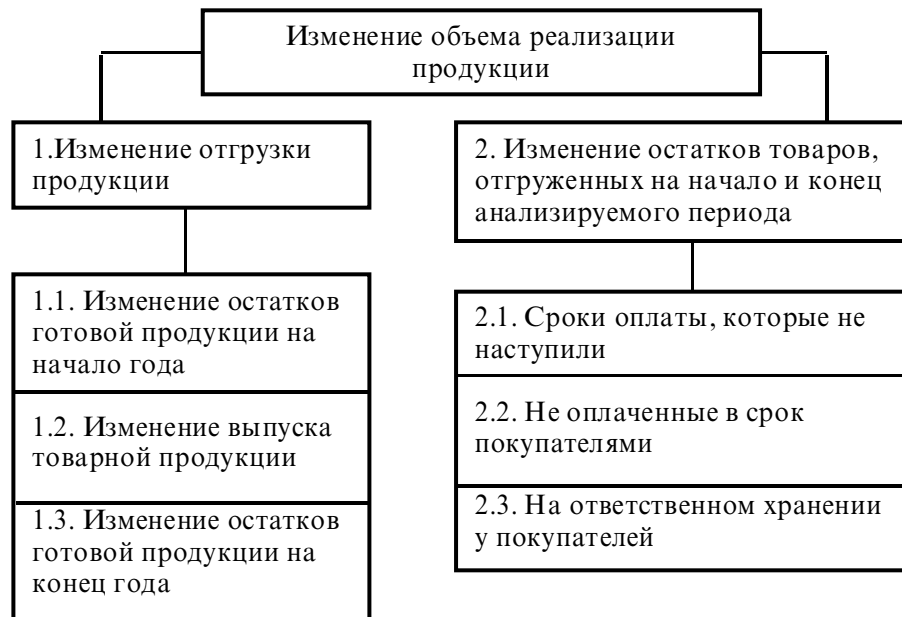 Изменение объема реализации
продукции
1.Изменение отгрузки
продукции
2. Изменение остатков товаров,
отгруженных на начало и конец
анализируемого периода
1.1. Изменение остатков
готовой продукции на
начало года
1.2. Изменение выпуска
товарной продукции
1.3. Изменение остатков
готовой продукции на
конец года
2.1. Сроки оплаты, которые не
наступили
2.2. Не оплаченные в срок
покупателями
2.3. На ответственном хранении
у покупателей